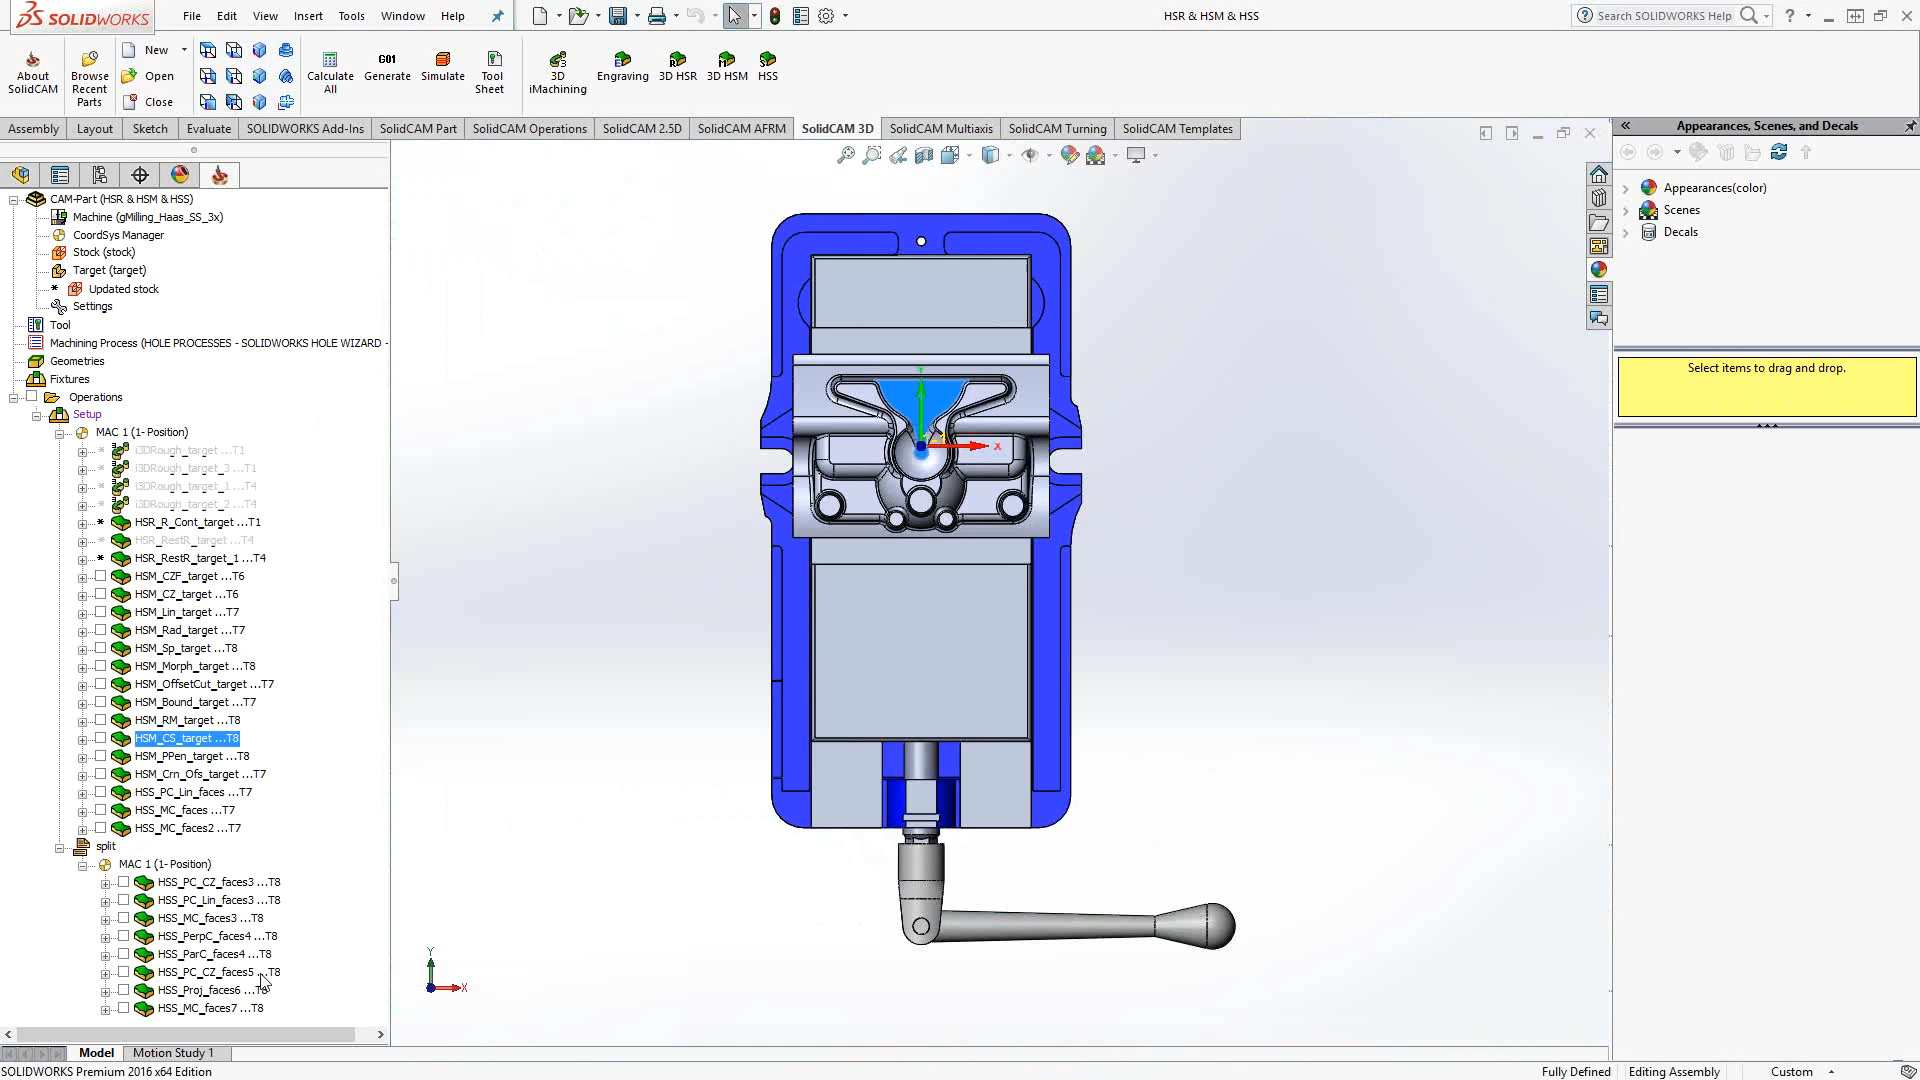 SOLIDWORKS File Edit View Insert Tools Window Help HSR & HSM & HSS Search SOLIDWORKS Help
About SolidCAM
Browse Recent Parts
New
Open
Close
Calculate All
G01 Generate
Simulate
Tool Sheet
3D iMachining
Engraving
3D HSR
3D HSM
HSS
Assembly Layout Sketch Evaluate SOLIDWORKS Add-Ins SolidCAM Part SolidCAM Operations SolidCAM 2.5D SolidCAM AFRM SolidCAM 3D SolidCAM Multiaxis SolidCAM Turning SolidCAM Templates
CAM-Part (HSR & HSM & HSS)
Machine (gMilling_Haas_SS_3x)
CoordSys Manager
Stock (stock)
Target (target)
* Updated stock
Settings
Tool
Machining Process (HOLE PROCESSES - SOLIDWORKS HOLE WIZARD -
Geometries
Fixtures
Operations
Setup
MAC 1 (1- Position)
* i3DRough_target ...T1
* i3DRough_target_3 ...T1
* i3DRough_target_1 ...T4
* i3DRough_target_2 ...T4
* HSR_R_Cont_target ...T1
* HSR_RestR_target ...T4
* HSR_RestR_target_1 ...T4
HSM_CZF_target ...T6
HSM_CZ_target ...T6
HSM_Lin_target ...T7
HSM_Rad_target ...T7
HSM_Sp_target ...T8
HSM_Morph_target ...T8
HSM_OffsetCut_target ...T7
HSM_Bound_target ...T7
HSM_RM_target ...T8
HSM_CS_target ...T8
HSM_PPen_target ...T8
HSM_Crn_Ofs_target ...T7
HSS_PC_Lin_faces ...T7
HSS_MC_faces ...T7
HSS_MC_faces2 ...T7
split
MAC 1 (1- Position)
HSS_PC_CZ_faces3 ...T8
HSS_PC_Lin_faces3 ...T8
HSS_MC_faces3 ...T8
HSS_PerpC_faces4 ...T8
HSS_ParC_faces4 ...T8
HSS_PC_CZ_faces5 ...T8
HSS_Proj_faces6 ...T8
HSS_MC_faces7 ...T8
Y
X
Y
X
Appearances, Scenes, and Decals
Appearances(color)
Scenes
Decals
Select items to drag and drop.
Model Motion Study 1
SOLIDWORKS Premium 2016 x64 Edition Fully Defined Editing Assembly Custom